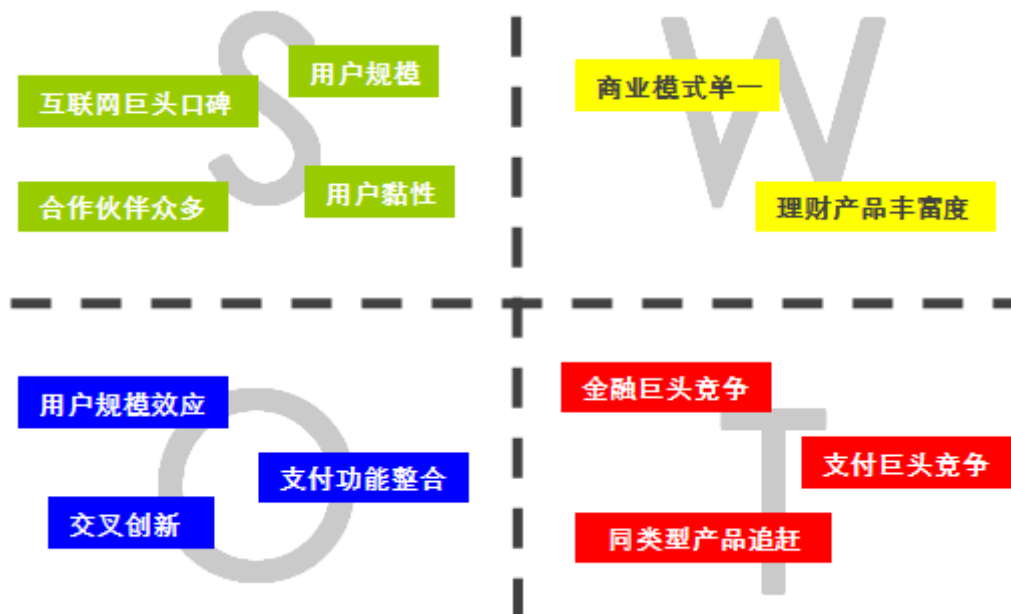 S
用户规模
互联网巨头口碑
用户黏性
合作伙伴众多
W
商业模式单一
理财产品丰富度
O
用户规模效应
支付功能整合
交叉创新
T
金融巨头竞争
支付巨头竞争
同类型产品追赶